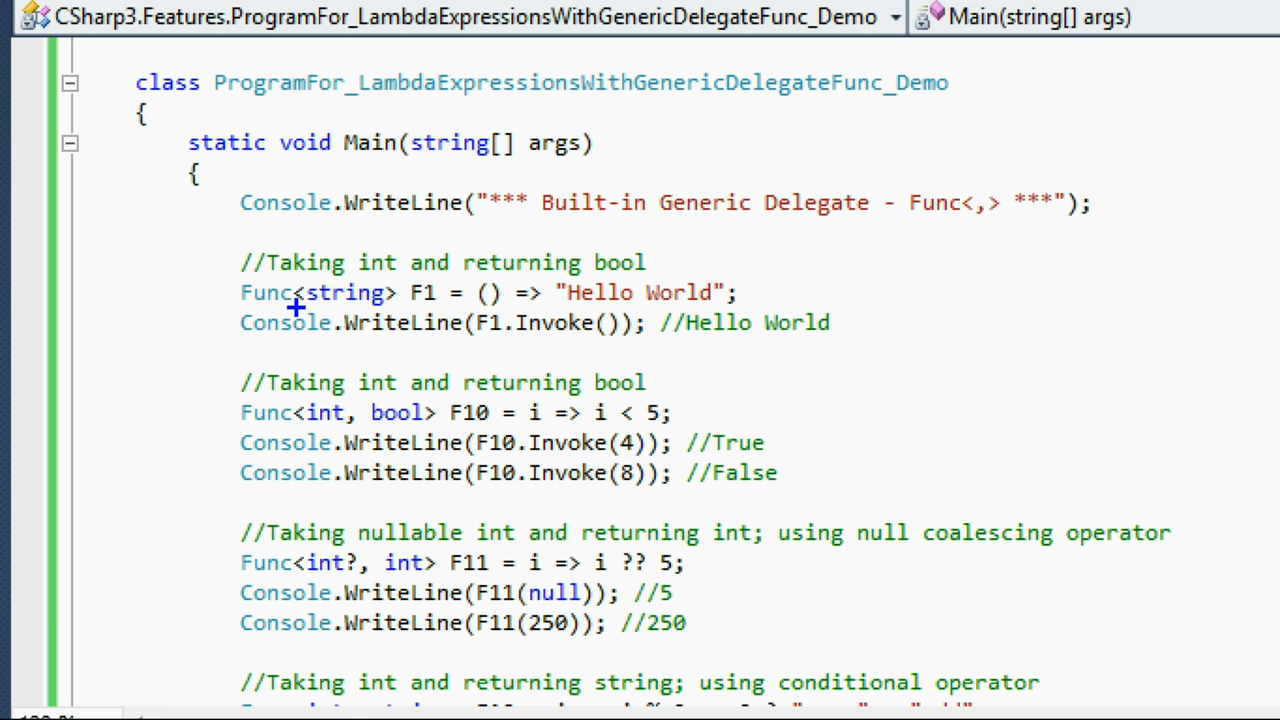 CSharp3.Features.ProgramFor_LambdaExpressionsWithGenericDelegateFunc_Demo Main(string[] args)
class ProgramFor_LambdaExpressionsWithGenericDelegateFunc_Demo
{
static void Main(string[] args)
{
Console.WriteLine("*** Built-in Generic Delegate - Func<,> ***");
//Taking int and returning bool
Func<string> F1 = () => "Hello World";
Console.WriteLine(F1.Invoke()); //Hello World
//Taking int and returning bool
Func<int, bool> F10 = i => i < 5;
Console.WriteLine(F10.Invoke(4)); //True
Console.WriteLine(F10.Invoke(8)); //False
//Taking nullable int and returning int; using null coalescing operator
Func<int?, int> F11 = i => i ?? 5;
Console.WriteLine(F11(null)); //5
Console.WriteLine(F11(250)); //250
//Taking int and returning string; using conditional operator